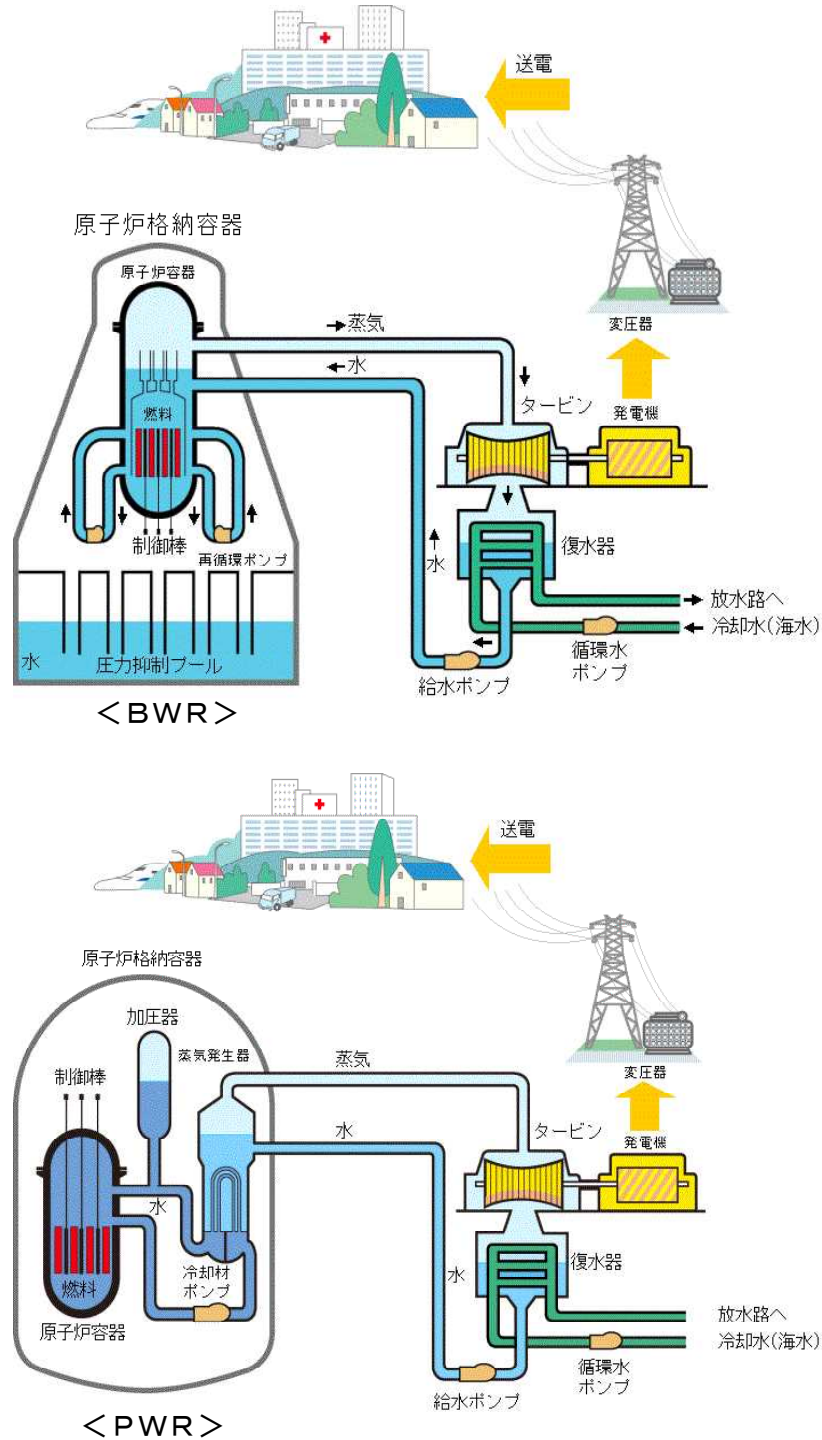 送電
原子炉格納容器
原子炉容器
蒸気
水
変圧器
タービン
発電機
燃料
制御棒
再循環ポンプ
水
復水器
放水路へ
冷却水(海水)
循環水
ポンプ
給水ポンプ
水
圧力抑制プール
<BWR>
送電
原子炉格納容器
加圧器
蒸気発生器
蒸気
変圧器
制御棒
水
タービン
発電機
水
冷却材
ポンプ
燃料
原子炉容器
水
復水器
放水路へ
冷却水(海水)
循環水
ポンプ
給水ポンプ
<PWR>